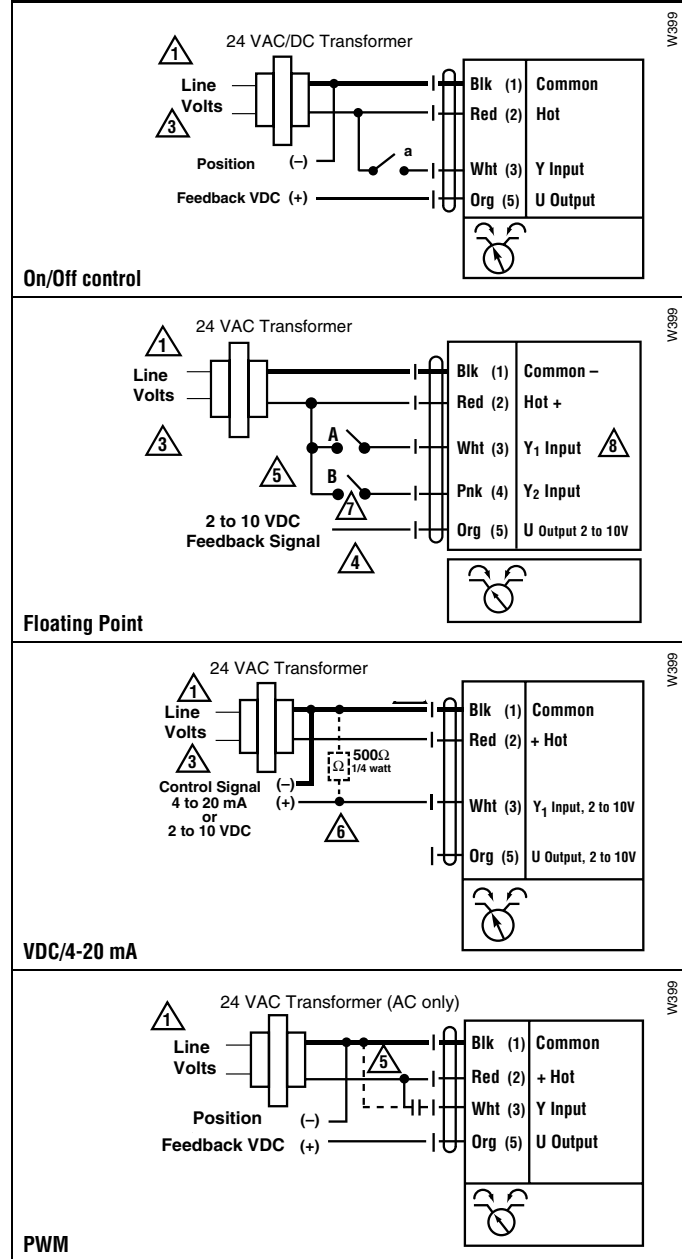 W399
24 VAC/DC Transformer
1
Line
Volts
3
Blk (1) Common
Red (2) Hot
a
Position (–)
Wht (3) Y Input
Feedback VDC (+)
Org (5) U Output
On/Off control
W399
24 VAC Transformer
1
Line
Volts
3
Blk (1) Common –
Red (2) Hot +
A
Wht (3) Y1 Input 8
5
B
Pnk (4) Y2 Input
7
2 to 10 VDC
Feedback Signal
4
Org (5) U Output 2 to 10V
Floating Point
W399
24 VAC Transformer
1
Line
Volts
3
Blk (1) Common
Red (2) + Hot
500Ω
1/4 watt
Ω
Control Signal (–)
4 to 20 mA (+)
or
2 to 10 VDC
6
Wht (3) Y1 Input, 2 to 10V
Org (5) U Output, 2 to 10V
VDC/4-20 mA
W399
24 VAC Transformer (AC only)
1
Line
Volts
5
Blk (1) Common
Red (2) + Hot
Wht (3) Y Input
Position (–)
Feedback VDC (+)
Org (5) U Output
PWM